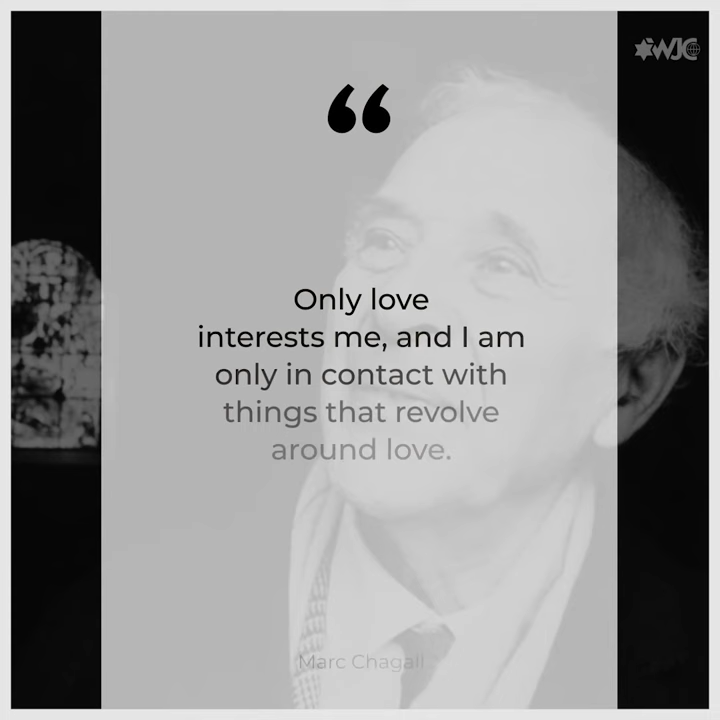 WJC
“
Only love
interests me, and I am
only in contact with
things that revolve
around love.
Marc Chagall